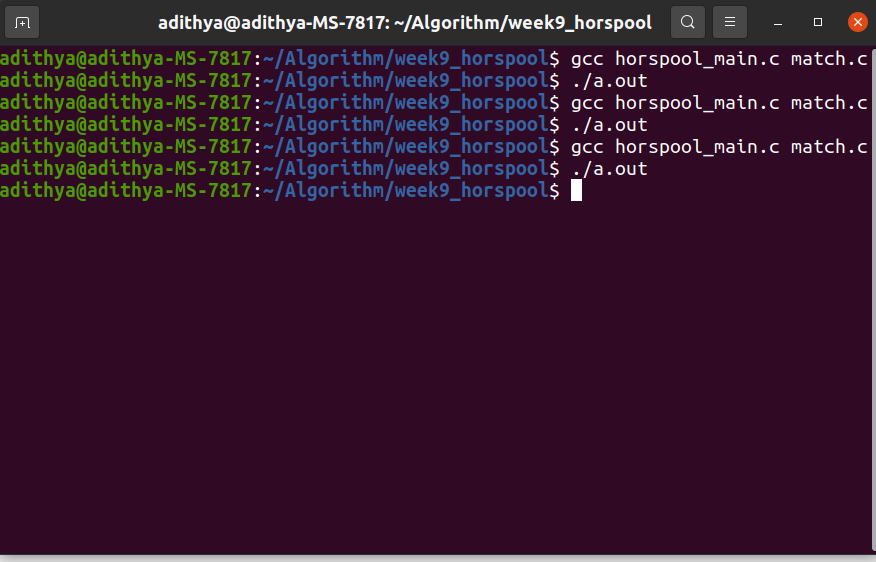 adithya@adithya-MS-7817: ~/Algorithm/week9_horspool
adithya@adithya-MS-7817:~/Algorithm/week9_horspool$ gcc horspool_main.c match.c
adithya@adithya-MS-7817:~/Algorithm/week9_horspool$ ./a.out
adithya@adithya-MS-7817:~/Algorithm/week9_horspool$ gcc horspool_main.c match.c
adithya@adithya-MS-7817:~/Algorithm/week9_horspool$ ./a.out
adithya@adithya-MS-7817:~/Algorithm/week9_horspool$ gcc horspool_main.c match.c
adithya@adithya-MS-7817:~/Algorithm/week9_horspool$ ./a.out
adithya@adithya-MS-7817:~/Algorithm/week9_horspool$